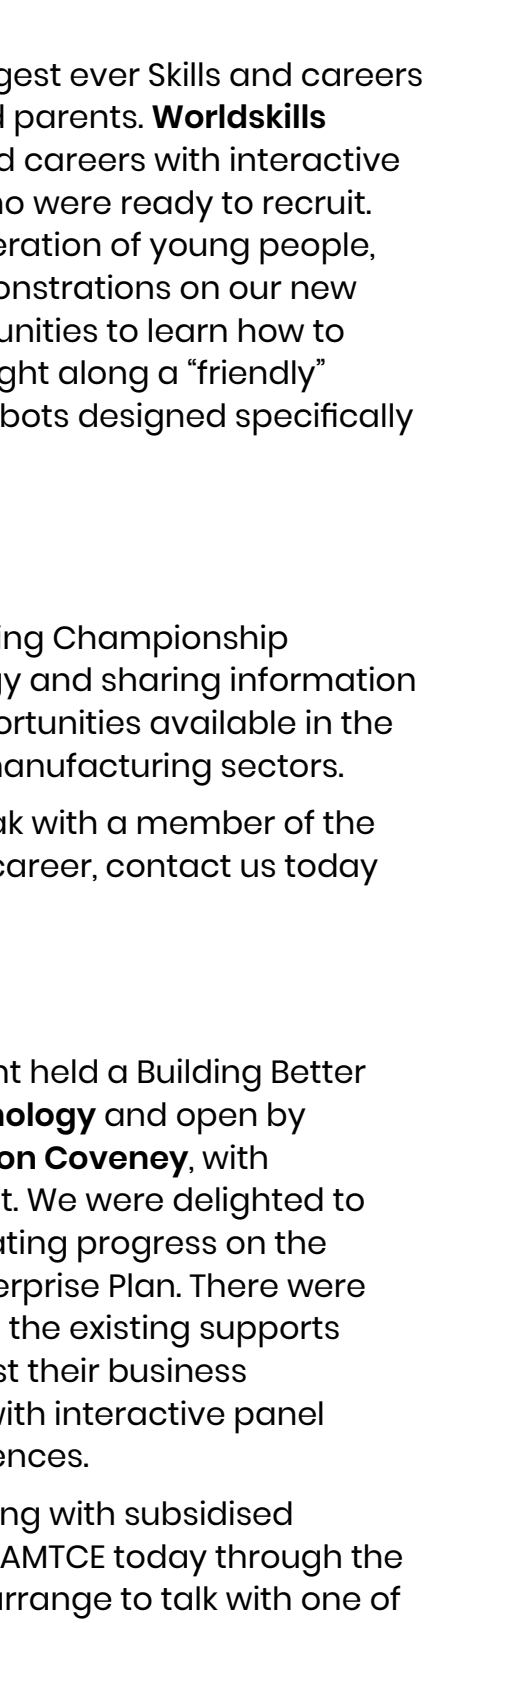 gest ever Skills and careers
parents. Worldskills
d careers with interactive
ho were ready to recruit.
eration of young people,
onstrations on our new
unities to learn how to
ght along a “friendly”
bots designed specifically
ing Championship
gy and sharing information
ortunities available in the
manufacturing sectors.
ak with a member of the
career, contact us today
nt held a Building Better
nology and open by
on Coveney, with
t. We were delighted to
ating progress on the
erprise Plan. There were
the existing supports
st their business
with interactive panel
ences.
ng with subsidised
AMTCE today through the
arrange to talk with one of